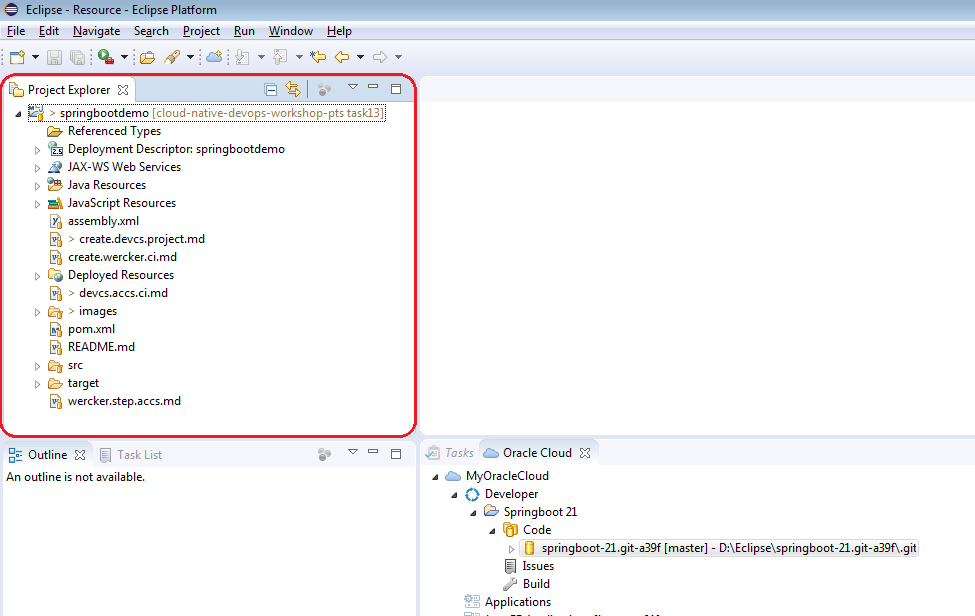 Eclipse - Resource - Eclipse Platform
File Edit Navigate Search Project Run Window Help
Project Explorer
> springbootdemo [cloud-native-devops-workshop-pts task13]
Referenced Types
Deployment Descriptor: springbootdemo
JAX-WS Web Services
Java Resources
JavaScript Resources
assembly.xml
> create.devcs.project.md
create.wercker.ci.md
Deployed Resources
> devcs.accs.ci.md
> images
pom.xml
README.md
src
target
wercker.step.accs.md
Outline Task List
An outline is not available.
Tasks Oracle Cloud
MyOracleCloud
Developer
Springboot 21
Code
springboot-21.git-a39f [master] - D:\Eclipse\springboot-21.git-a39f\.git
Issues
Build
Applications